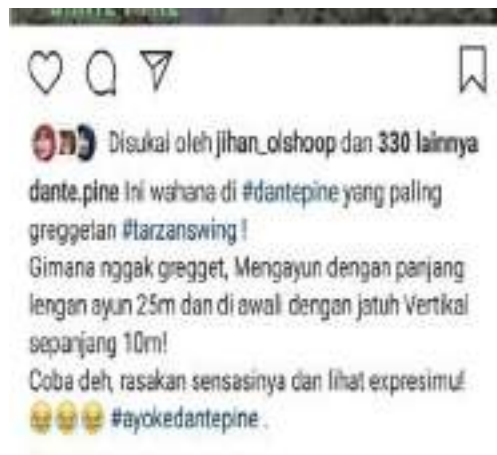 Disukai oleh jihan_olshoop dan 330 lainnya
dante.pine Ini wahana di #dantepine yang paling
greggetan #tarzanswing !
Gimana nggak gregget, Mengayun dengan panjang
lengan ayun 25m dan di awali dengan jatuh Vertikal
sepanjang 10m!
Coba deh, rasakan sensasinya dan lihat expresimu!
😂😂😂 #ayokedantepine .